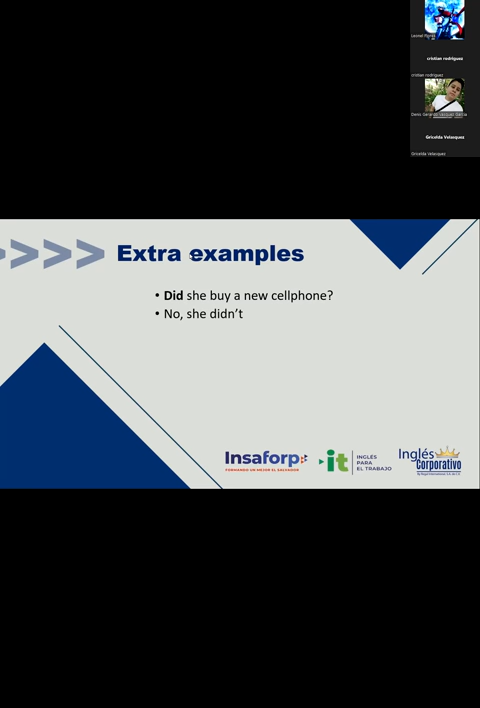 cristian rodriguez
cristian rodriguez
Gricelda Velasquez
Gricelda Velasquez
>>>> Extra examples
• Did she buy a new cellphone?
• No, she didn't
Insaforp
FORMANDO UN MEJOR EL SALVADOR
it
INGLÉS
PARA
EL TRABAJO
Inglés
Corporativo